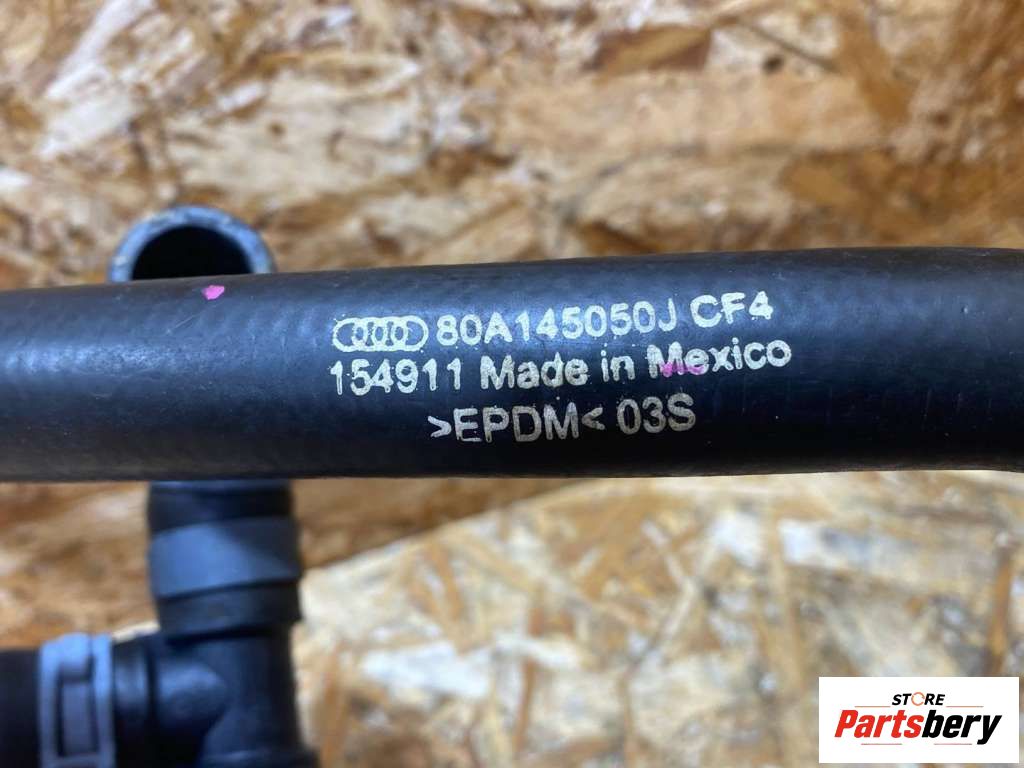 80A145050J CF4
154911 Made in Mexico
>EPDM< 03S
STORE
Partsbery